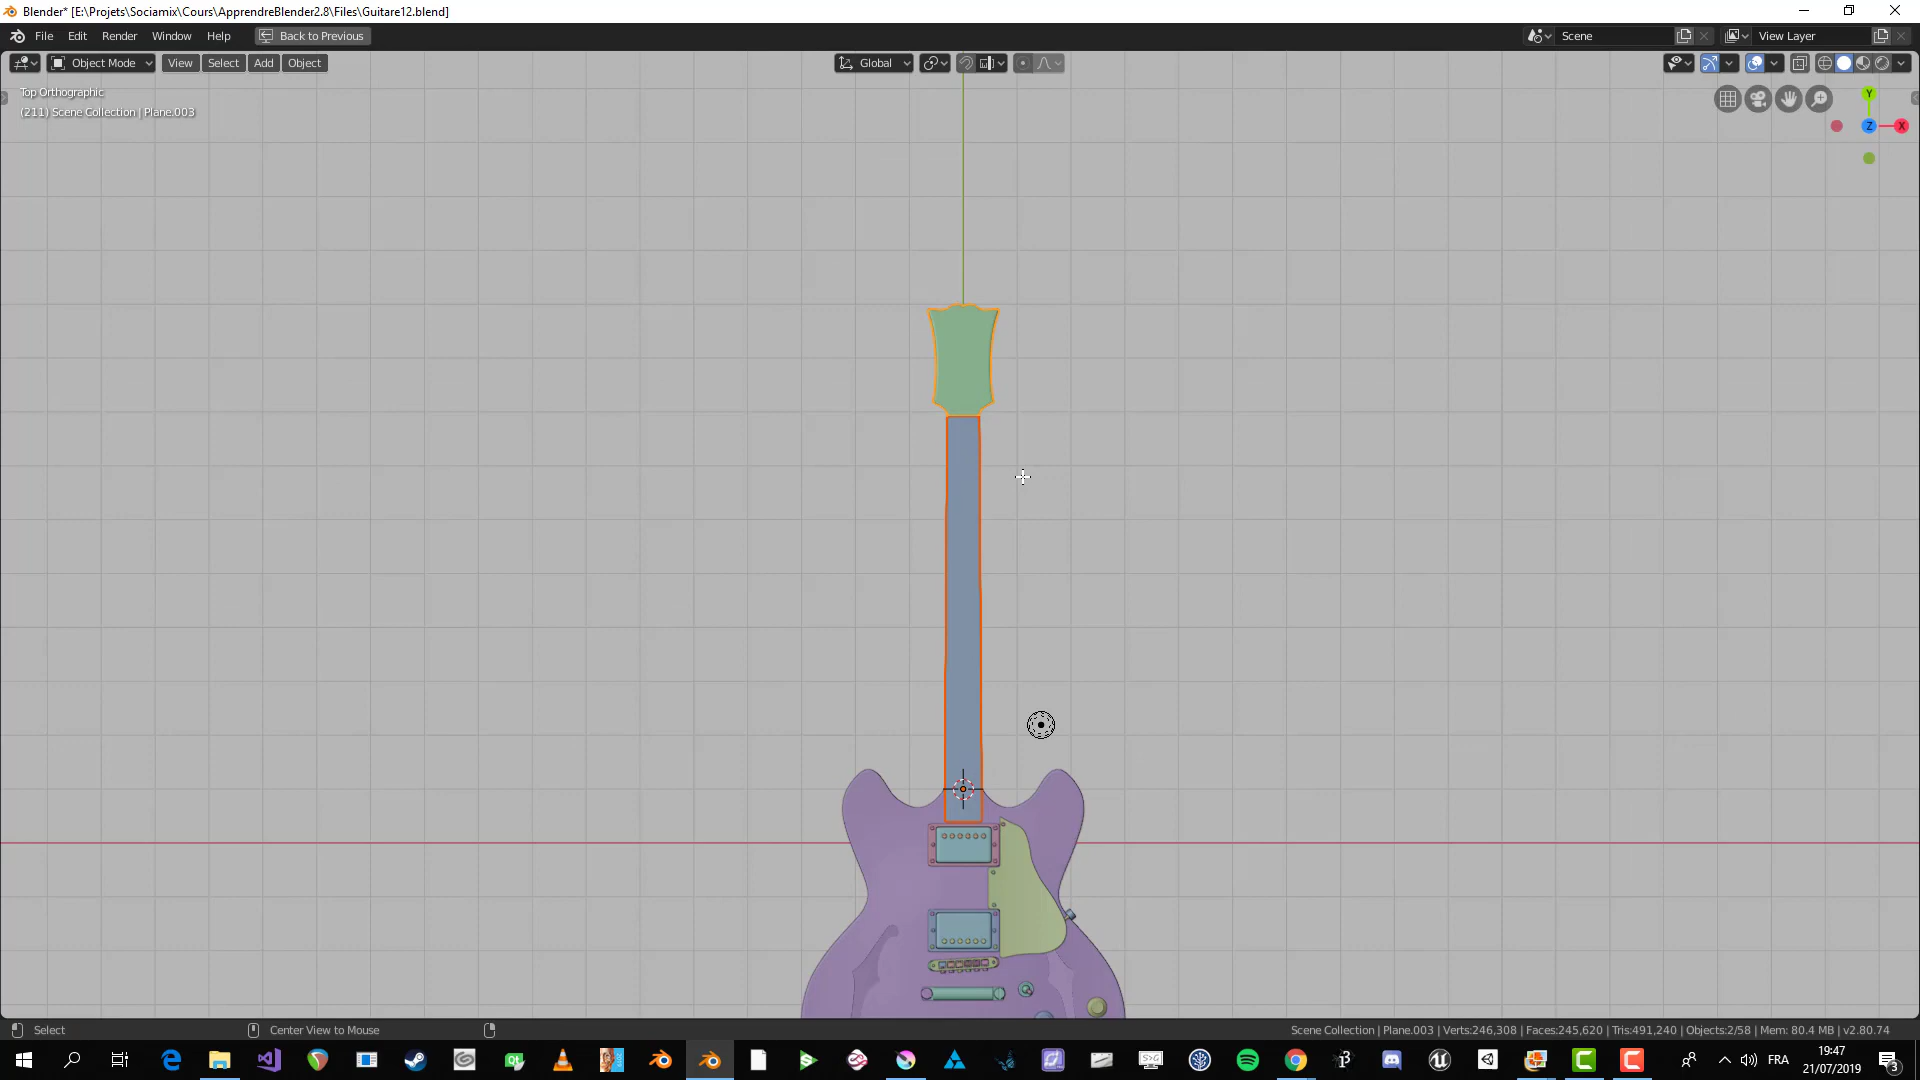 Blender* [E:\Projets\Sociamix\Cours\ApprendreBlender2.8\Files\Guitare12.blend]
File Edit Render Window Help Back to Previous Scene View Layer
Object Mode View Select Add Object Global
Top Orthographic
(211) Scene Collection | Plane.003
Y
Z
X
Select Center View to Mouse Scene Collection | Plane.003 | Verts:246,308 | Faces:245,620 | Tris:491,240 | Objects:2/58 | Mem: 80.4 MB | v2.80.74
FRA
19:47
21/07/2019
3